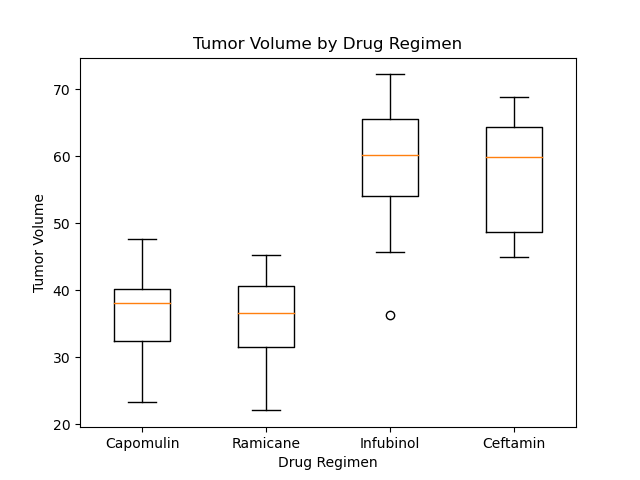 Tumor Volume by Drug Regimen
Tumor Volume
70
60
50
40
30
20
Capomulin Ramicane Infubinol Ceftamin
Drug Regimen